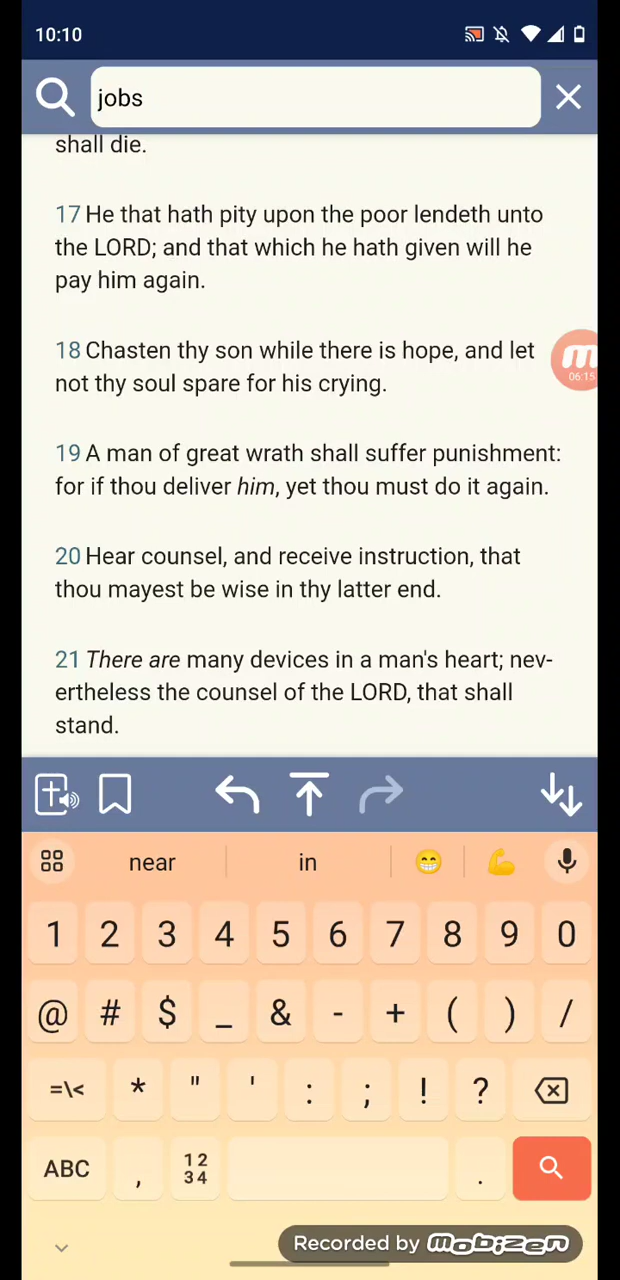 10:10
jobs
shall die.
17 He that hath pity upon the poor lendeth unto
the LORD; and that which he hath given will he
pay him again.
18 Chasten thy son while there is hope, and let
not thy soul spare for his crying.
19 A man of great wrath shall suffer punishment:
for if thou deliver him, yet thou must do it again.
20 Hear counsel, and receive instruction, that
thou mayest be wise in thy latter end.
21 There are many devices in a man's heart; nev-
ertheless the counsel of the LORD, that shall
stand.
06:15
near in
1 2 3 4 5 6 7 8 9 0
@ # $ _ & - + ( ) /
=\< * " ' : ; ! ?
ABC , 12 .
34
Recorded by mobizen